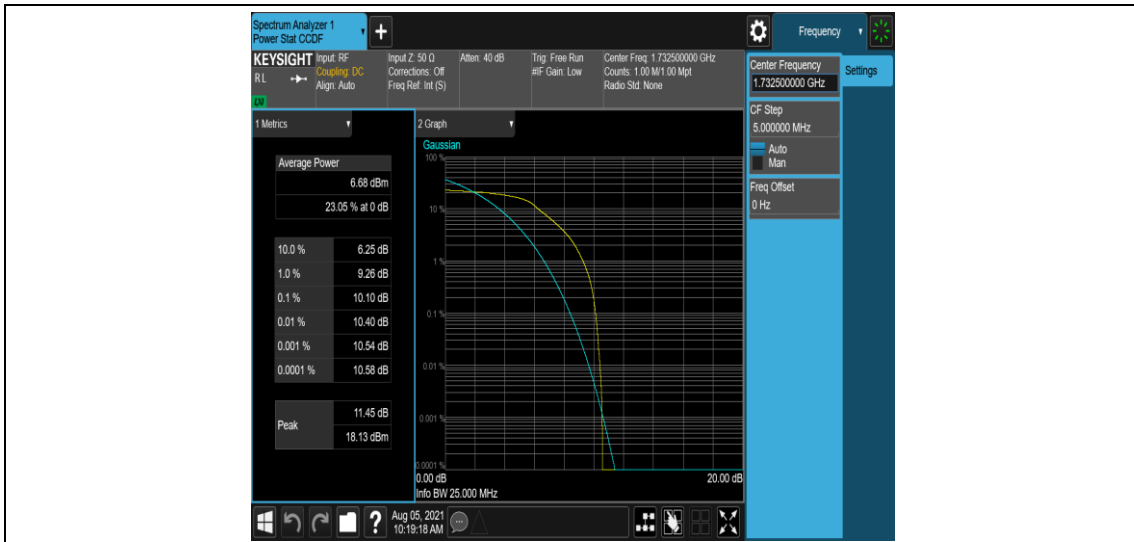 Spectrum Analyzer 1
Power Stat CCDF
+
Frequency
KEYSIGHT
RL
LM
Input: RF
Coupling: DC
Align: Auto
Input Z: 50 Ω
Corrections: Off
Freq Ref: Int (S)
Atten: 40 dB
Trig: Free Run
#IF Gain: Low
Center Freq: 1.732500000 GHz
Counts: 1.00 M/1.00 Mpt
Radio Std: None
Center Frequency
1.732500000 GHz
Settings
CF Step
5.000000 MHz
Auto
Man
Freq Offset
0 Hz
1 Metrics
Average Power
6.68 dBm
23.05 % at 0 dB
10.0 % 6.25 dB
1.0 % 9.26 dB
0.1 % 10.10 dB
0.01 % 10.40 dB
0.001 % 10.54 dB
0.0001 % 10.58 dB
Peak
11.45 dB
18.13 dBm
2 Graph
Gaussian
100 %
10 %
1 %
0.1 %
0.01 %
0.001 %
0.0001 %
0.00 dB 20.00 dB
Info BW 25.000 MHz
?
Aug 05, 2021
10:19:18 AM